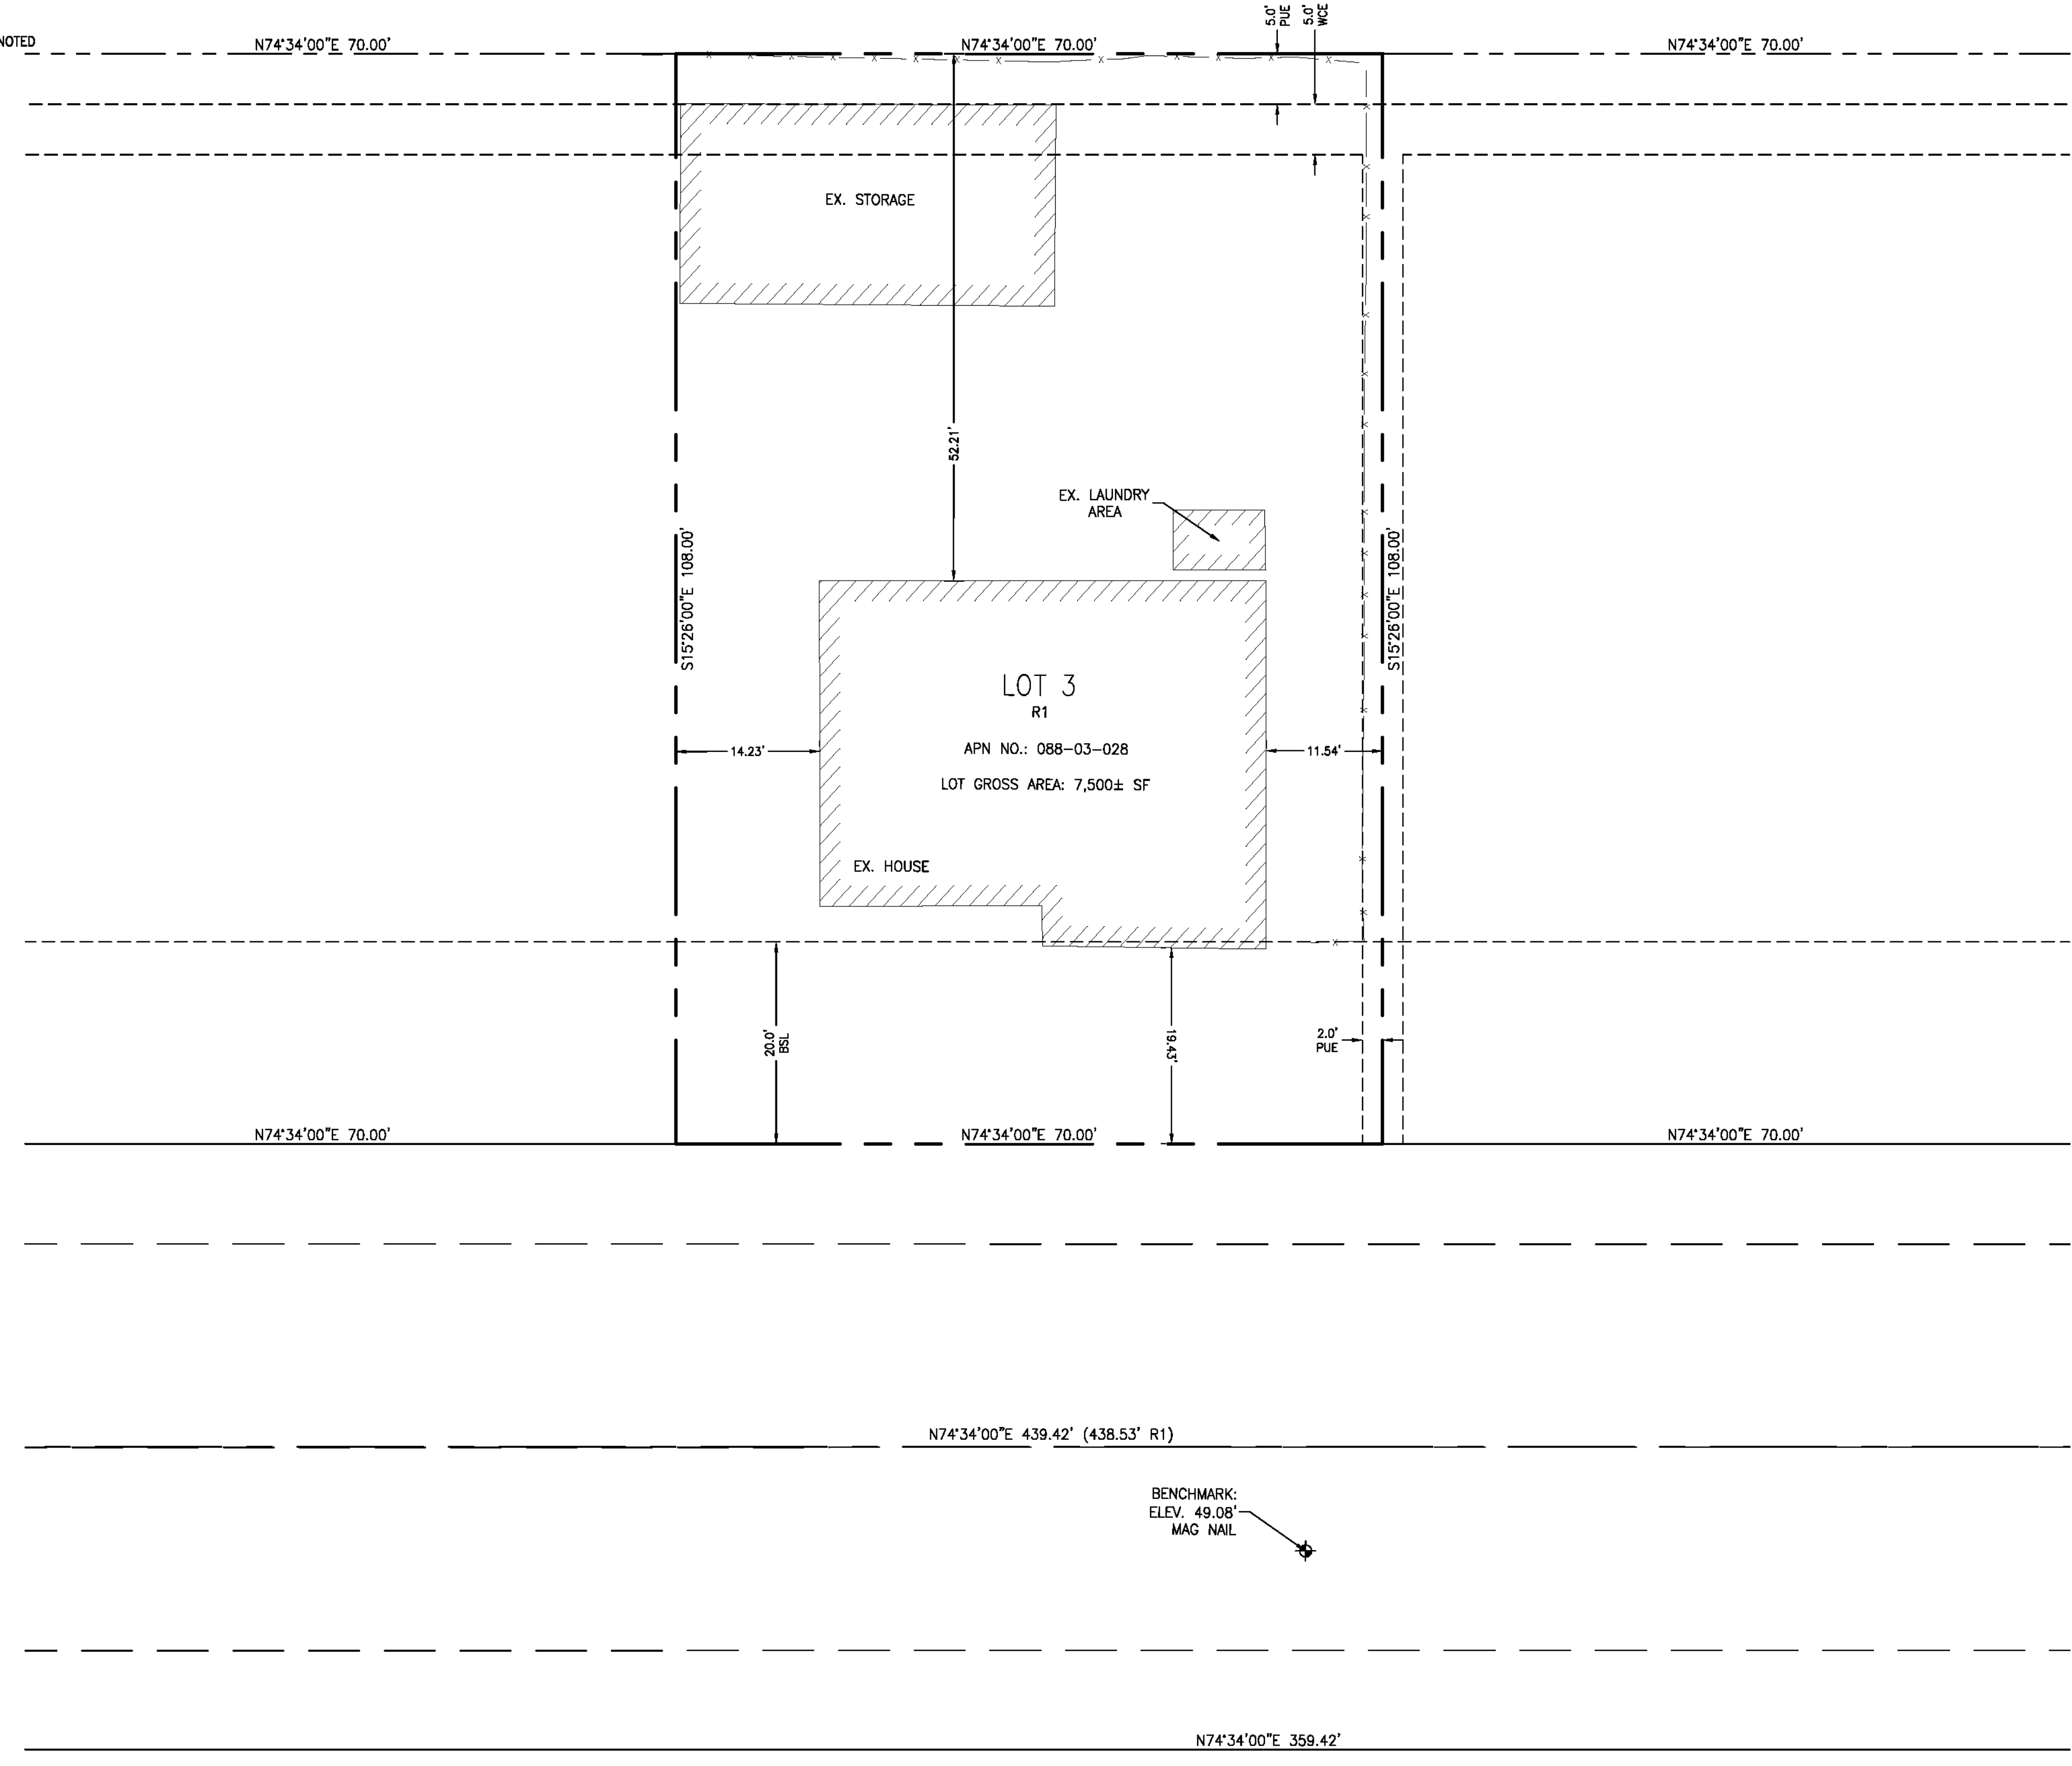 5.0'
PUE
5.0'
WCE
NOTED
N74°34'00"E 70.00'
N74°34'00"E 70.00'
N74°34'00"E 70.00'
EX. STORAGE
52.21'
EX. LAUNDRY
AREA
S15°26'00"E 108.00'
S15°26'00"E 108.00'
LOT 3
R1
APN NO.: 088-03-028
LOT GROSS AREA: 7,500± SF
14.23'
11.54'
EX. HOUSE
20.0'
BSL
19.43'
2.0'
PUE
N74°34'00"E 70.00'
N74°34'00"E 70.00'
N74°34'00"E 70.00'
N74°34'00"E 439.42' (438.53' R1)
BENCHMARK:
ELEV. 49.08'
MAG NAIL
N74°34'00"E 359.42'